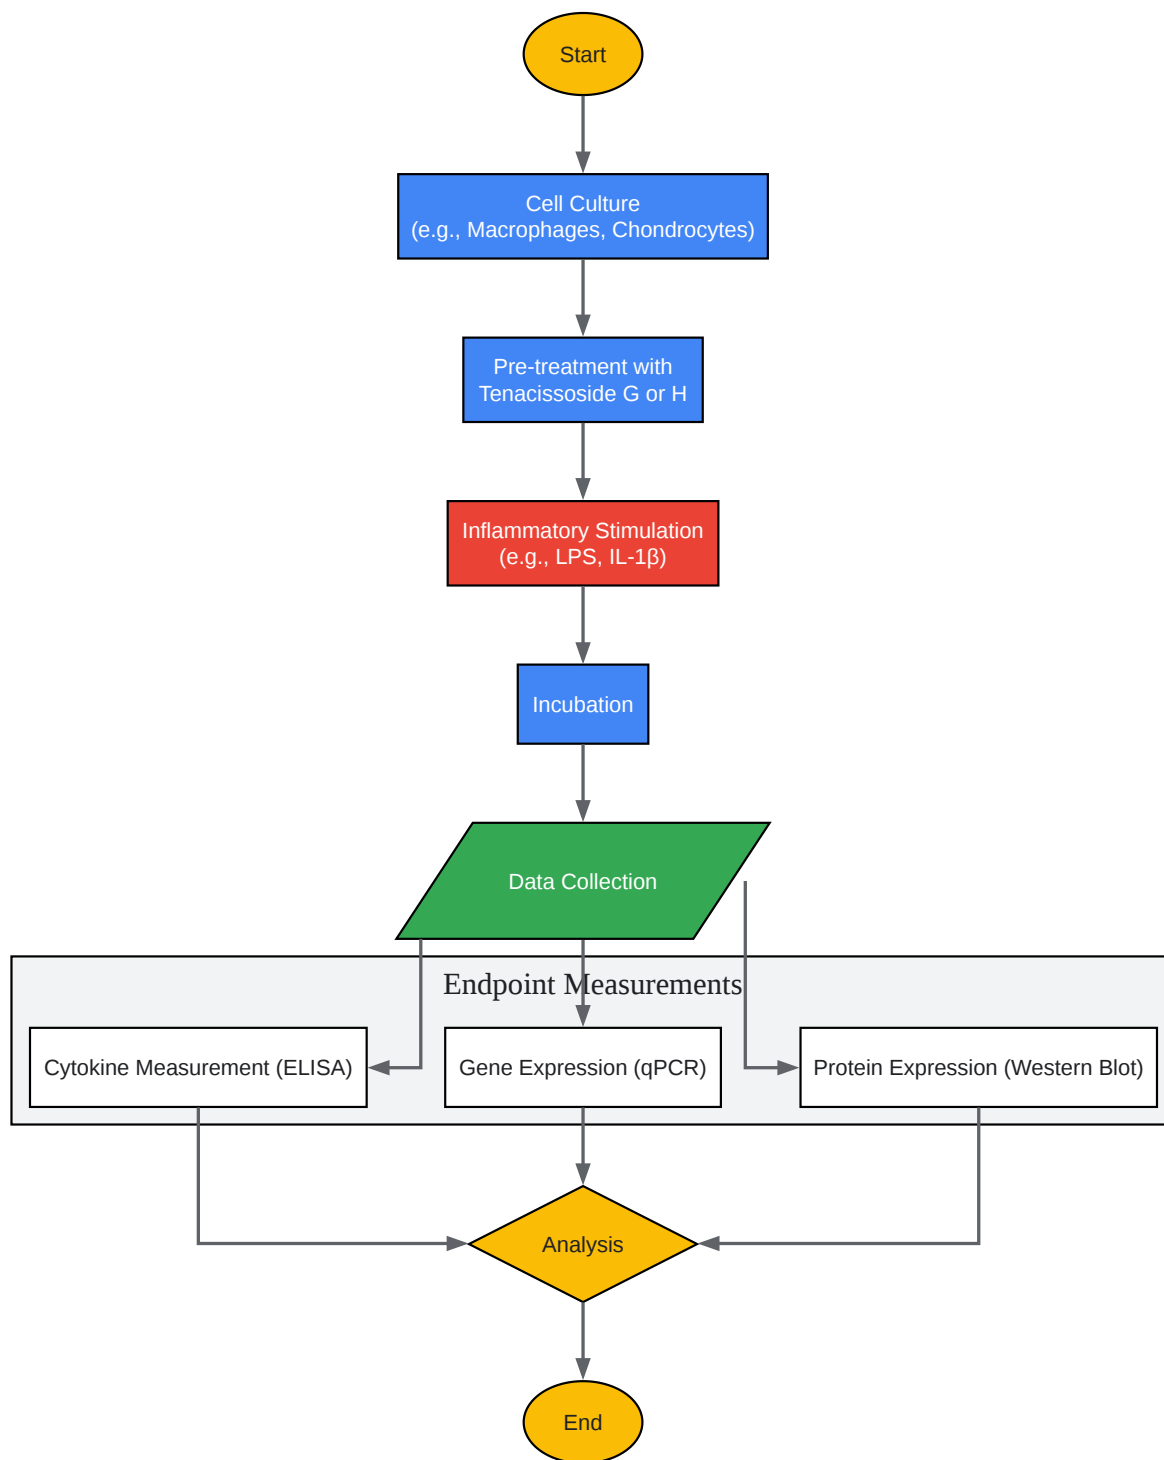 Start
Cell Culture
(e.g., Macrophages, Chondrocytes)
Pre-treatment with
Tenacissoside G or H
Inflammatory Stimulation
(e.g., LPS, IL-1β)
Incubation
Data Collection
Endpoint Measurements
Cytokine Measurement (ELISA)
Gene Expression (qPCR)
Protein Expression (Western Blot)
Analysis
End